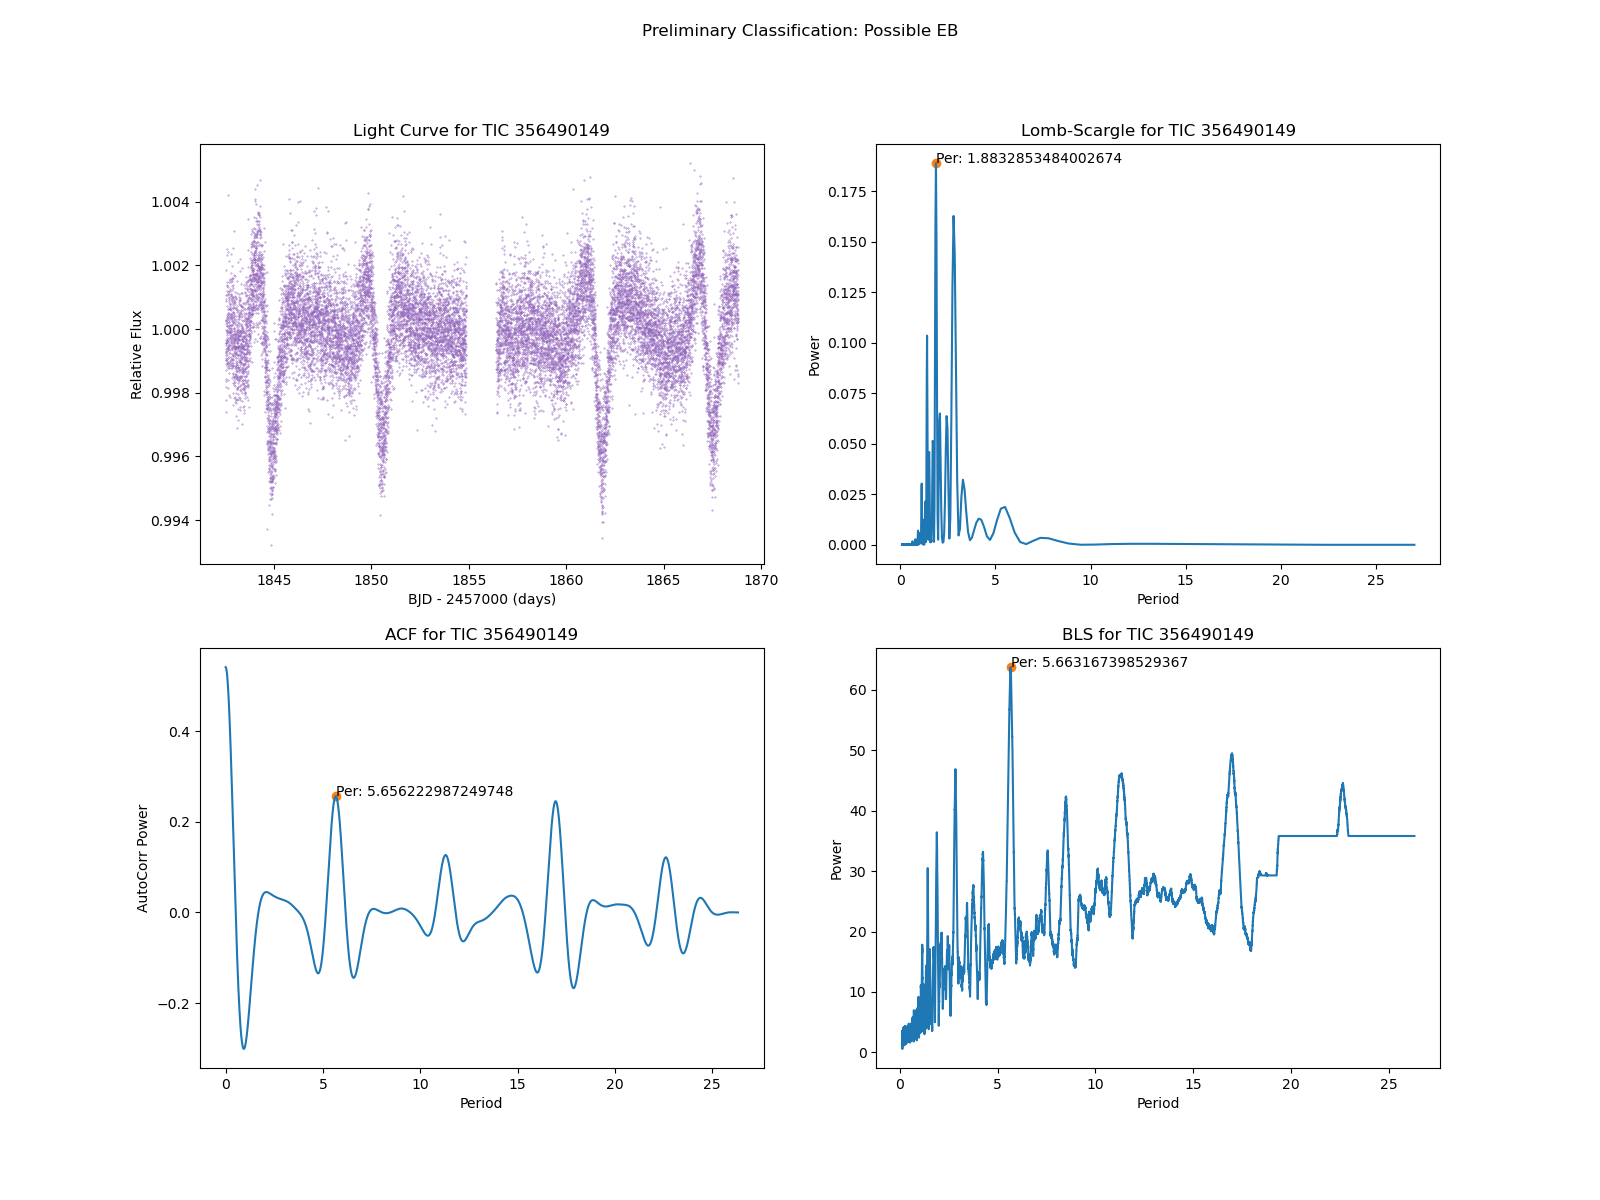 Preliminary Classification: Possible EB
Light Curve for TIC 356490149
Relative Flux
1.004
1.002
1.000
0.998
0.996
0.994
1845 1850 1855 1860 1865 1870
BJD - 2457000 (days)
Lomb-Scargle for TIC 356490149
Per: 1.8832853484002674
Power
0.175
0.150
0.125
0.100
0.075
0.050
0.025
0.000
0 5 10 15 20 25
Period
ACF for TIC 356490149
Per: 5.656222987249748
AutoCorr Power
0.4
0.2
0.0
−0.2
0 5 10 15 20 25
Period
BLS for TIC 356490149
Per: 5.663167398529367
Power
60
50
40
30
20
10
0
0 5 10 15 20 25
Period